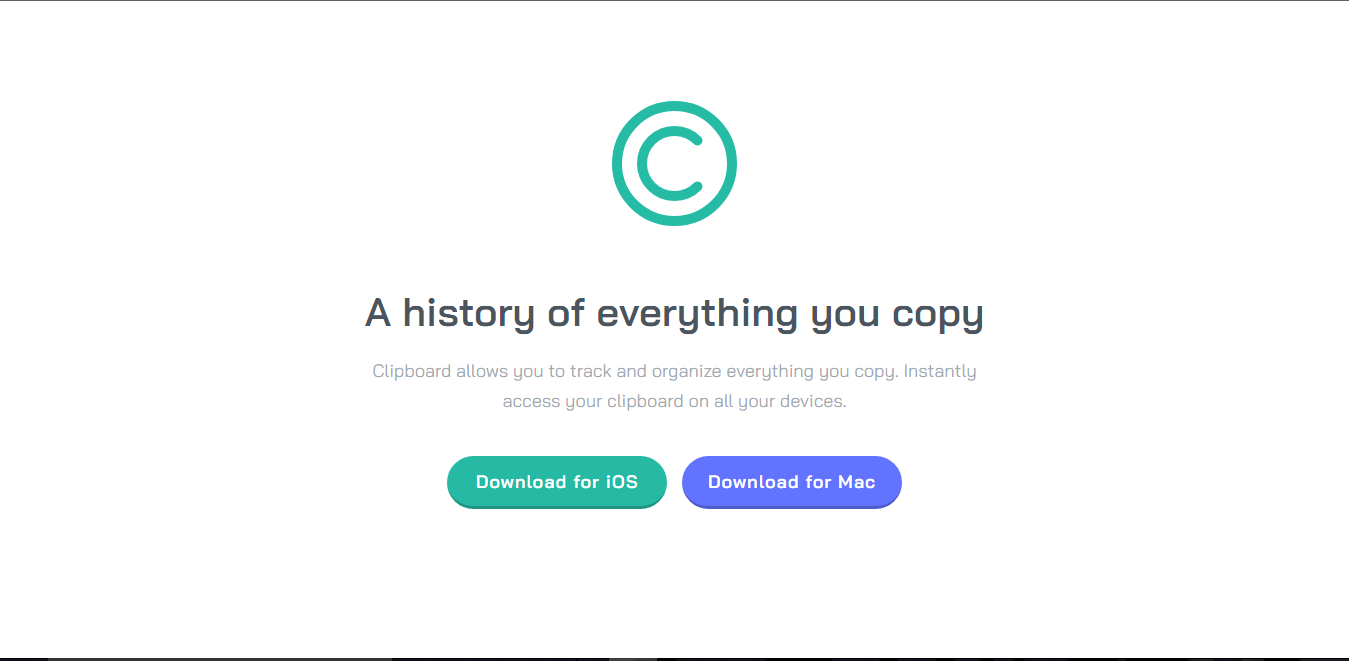 A history of everything you copy
Clipboard allows you to track and organize everything you copy. Instantly
access your clipboard on all your devices.
Download for iOS
Download for Mac